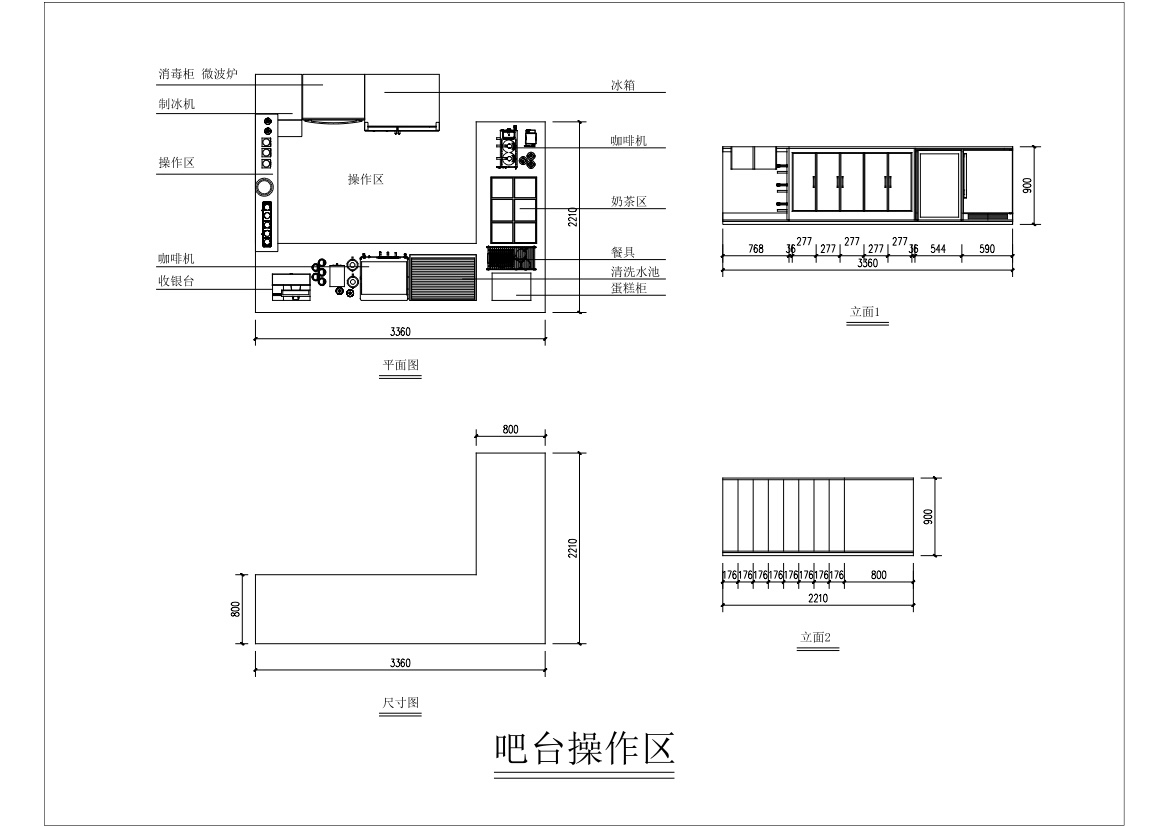 消毒柜 微波炉
制冰机
操作区
咖啡机
收银台
操作区
冰箱
咖啡机
奶茶区
餐具
清洗水池
蛋糕柜
2210
3360
平面图
900
768
36
277
277
277
277
277
36
544
590
3360
立面1
800
2210
800
3360
尺寸图
900
176
176
176
176
176
176
176
176
800
2210
立面2
吧台操作区